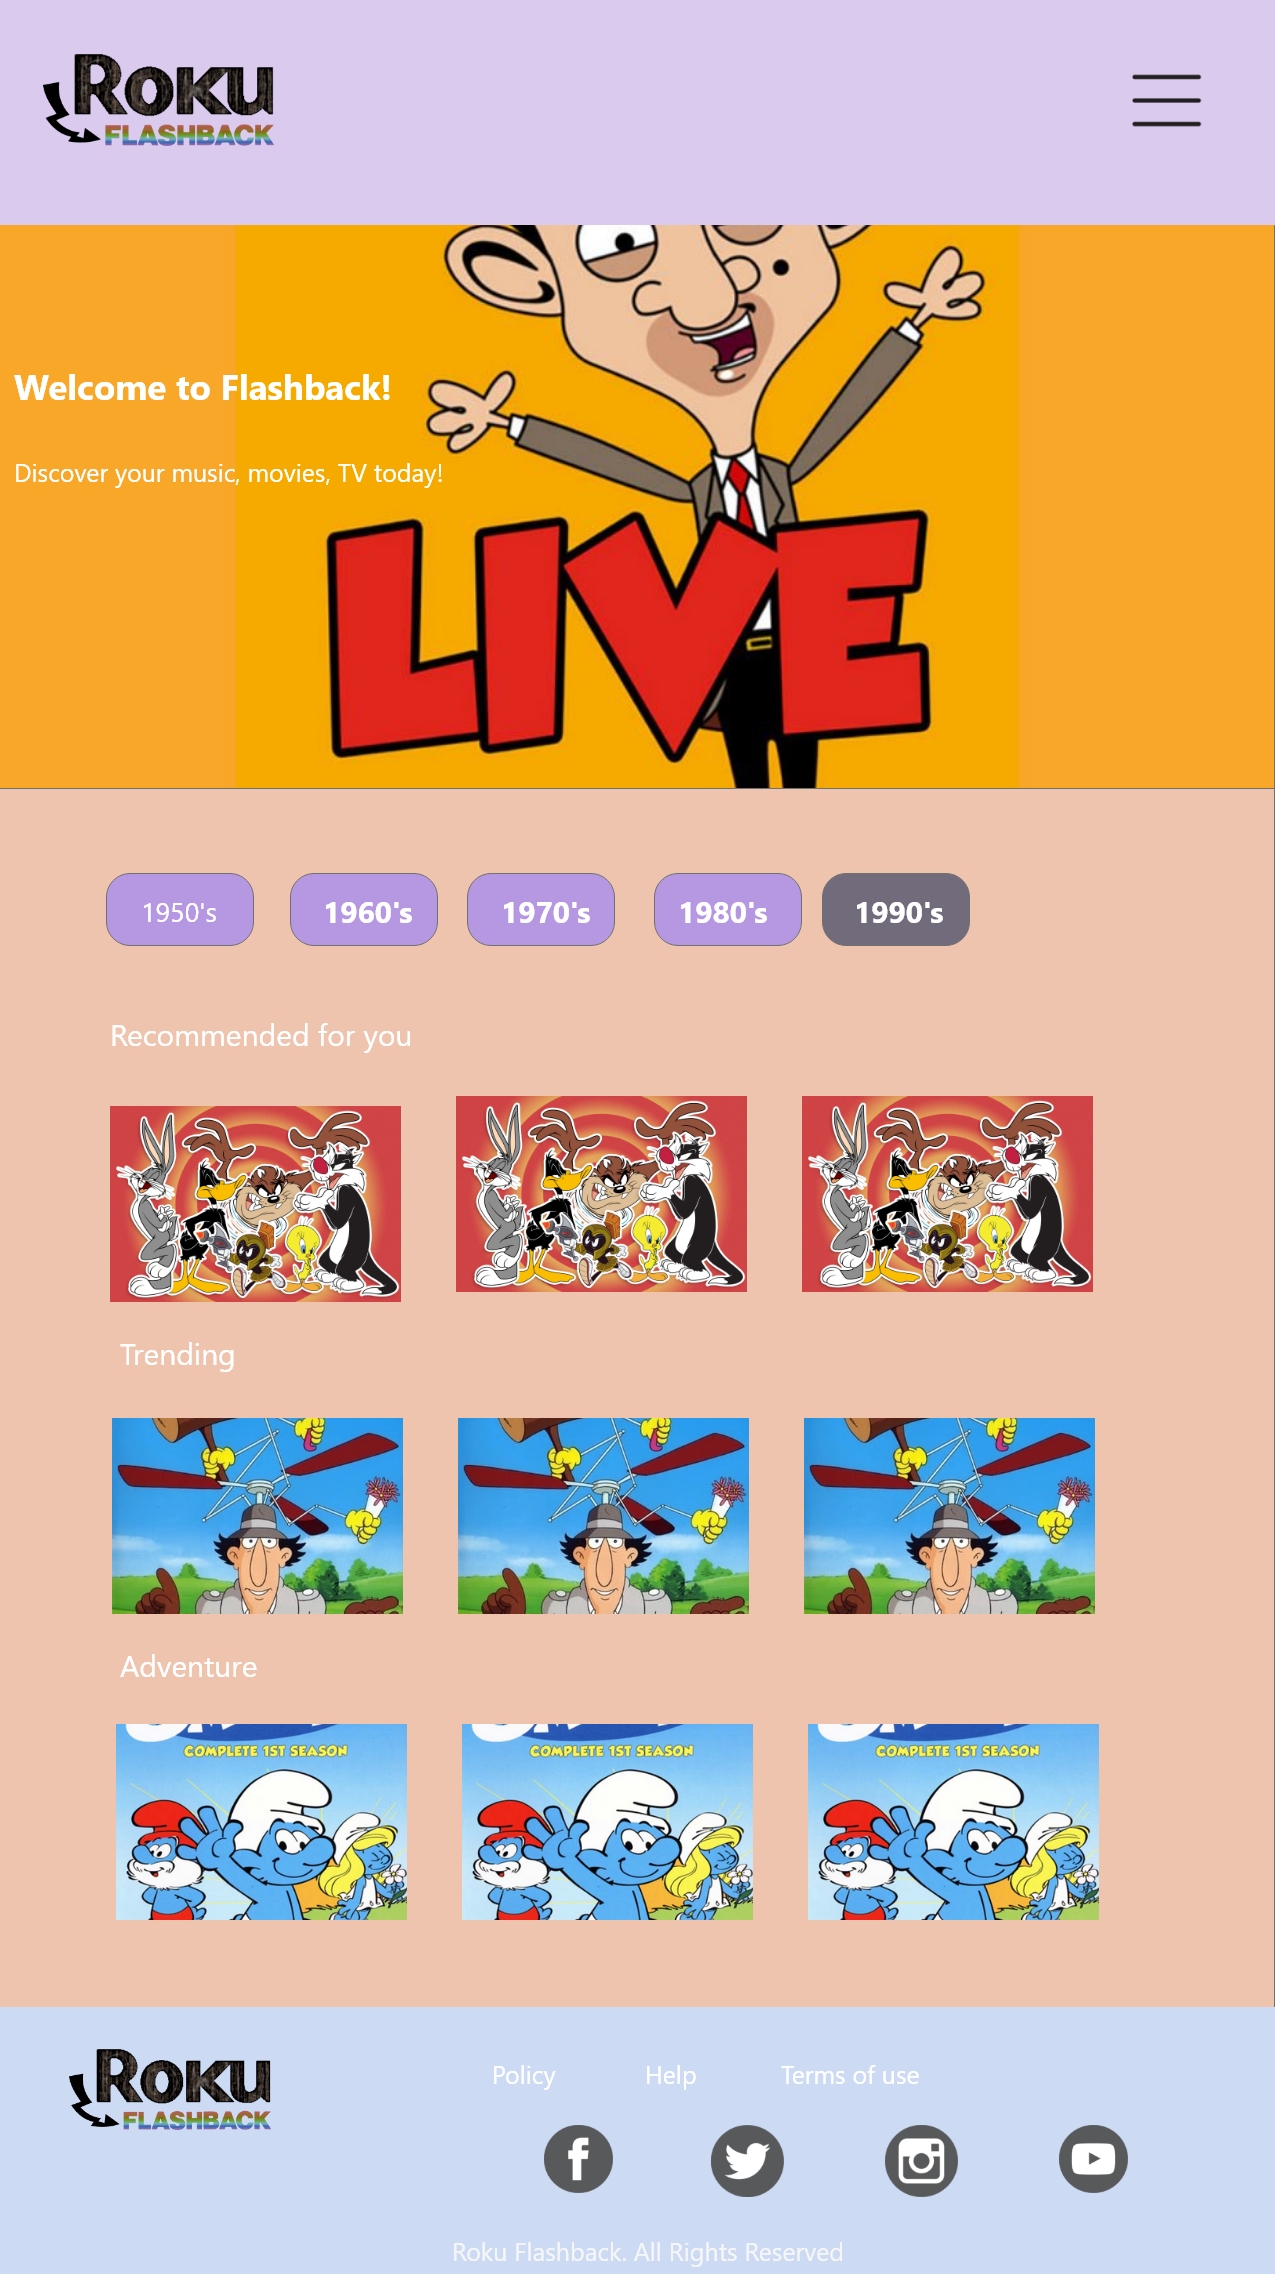 ROKU
FLASHBACK
Welcome to Flashback!
Discover your music, movies, TV today!
LIVE
1950's 1960's 1970's 1980's 1990's
Recommended for you
Trending
Adventure
COMPLETE 1ST SEASON COMPLETE 1ST SEASON COMPLETE 1ST SEASON
ROKU
FLASHBACK
Policy Help Terms of use
Roku Flashback. All Rights Reserved